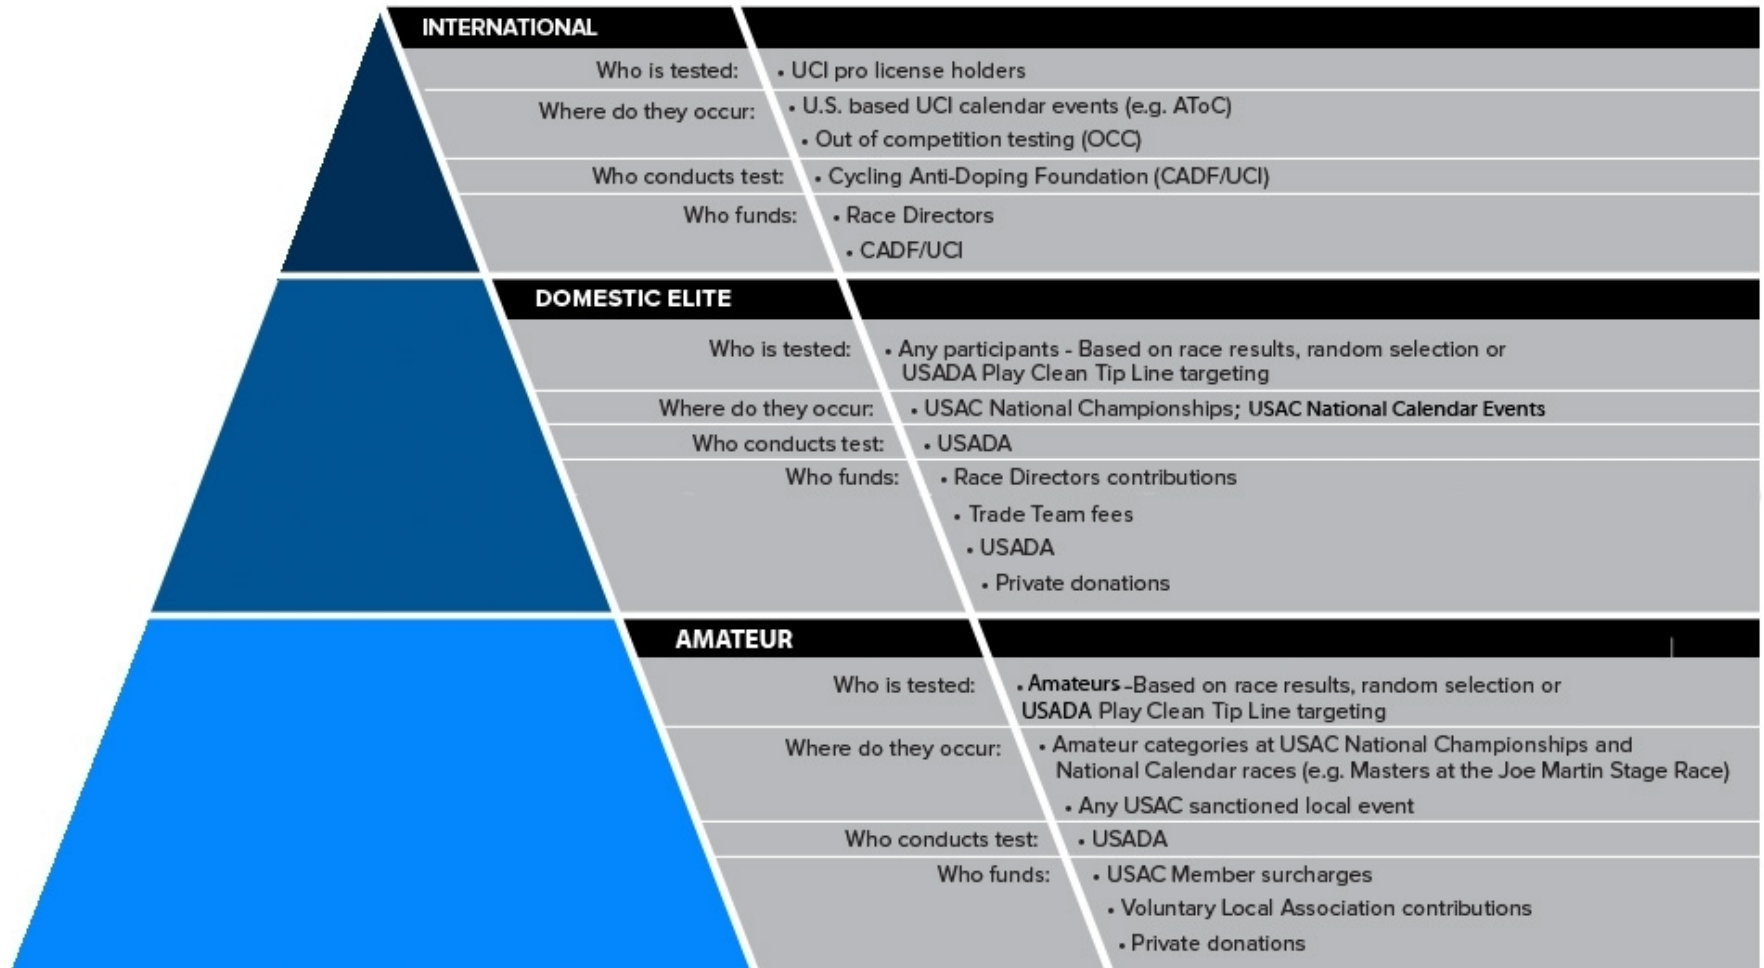 INTERNATIONAL
Who is tested: • UCI pro license holders
Where do they occur: • U.S. based UCI calendar events (e.g. AToC)
• Out of competition testing (OCC)
Who conducts test: • Cycling Anti-Doping Foundation (CADF/UCI)
Who funds: • Race Directors
• CADF/UCI
DOMESTIC ELITE
Who is tested: • Any participants - Based on race results, random selection or
USADA Play Clean Tip Line targeting
Where do they occur: • USAC National Championships; USAC National Calendar Events
Who conducts test: • USADA
Who funds: • Race Directors contributions
• Trade Team fees
• USADA
• Private donations
AMATEUR
Who is tested: • Amateurs -Based on race results, random selection or
USADA Play Clean Tip Line targeting
Where do they occur: • Amateur categories at USAC National Championships and
National Calendar races (e.g. Masters at the Joe Martin Stage Race)
• Any USAC sanctioned local event
Who conducts test: • USADA
Who funds: • USAC Member surcharges
• Voluntary Local Association contributions
• Private donations